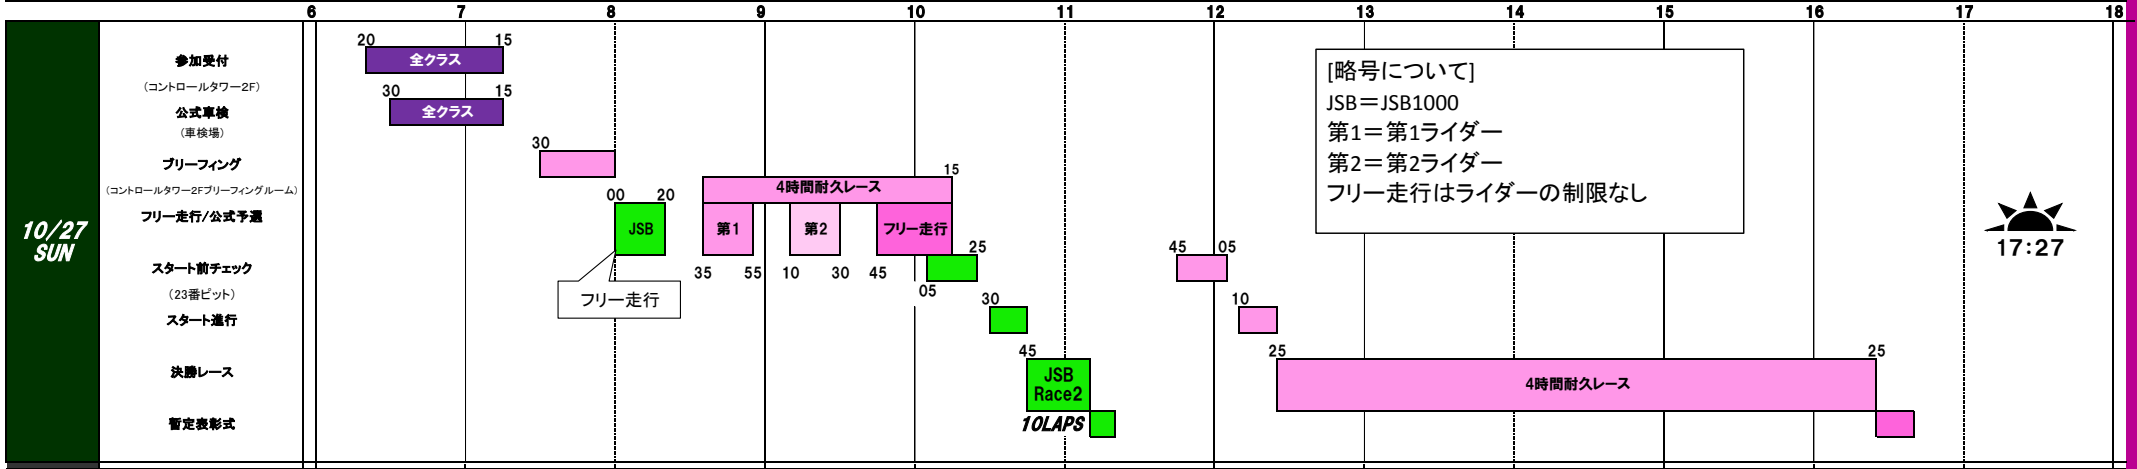 6 7 8 9 10 11 12 13 14 15 16 17 18
10/27
SUN
参加受付
(コントロールタワー2F)
20 全クラス 15
公式車検
(車検場)
30 全クラス 15
ブリーフィング
(コントロールタワー2Fブリーフィングルーム)
30
フリー走行/公式予選
00 20
JSB
フリー走行
4時間耐久レース 15
第1 第2 フリー走行
35 55 10 30 45
スタート前チェック
(23番ピット)
05 25
45 05
スタート進行
30
10
決勝レース
45
JSB
Race2
10LAPS
25 4時間耐久レース 25
暫定表彰式
[略号について]
JSB＝JSB1000
第1＝第1ライダー
第2＝第2ライダー
フリー走行はライダーの制限なし
17:27